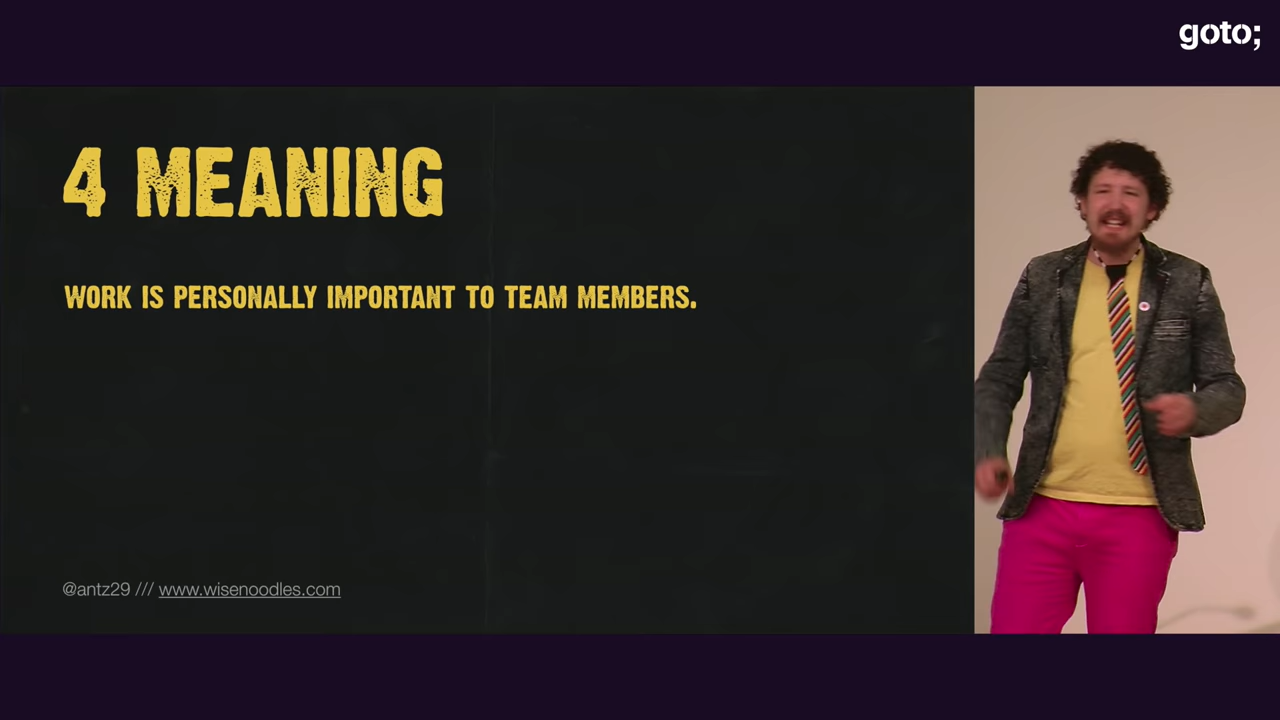 goto;
4 MEANING
WORK IS PERSONALLY IMPORTANT TO TEAM MEMBERS.
@antz29 /// www.wisenoodles.com